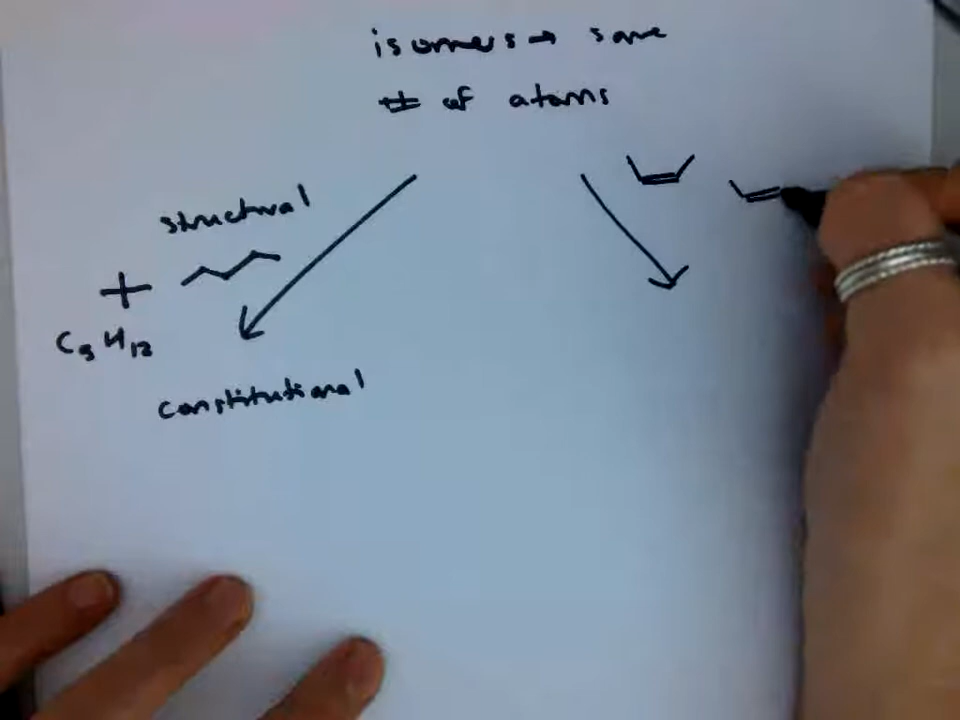 isomers → same
# of atoms
structural
C5H12
constitutional